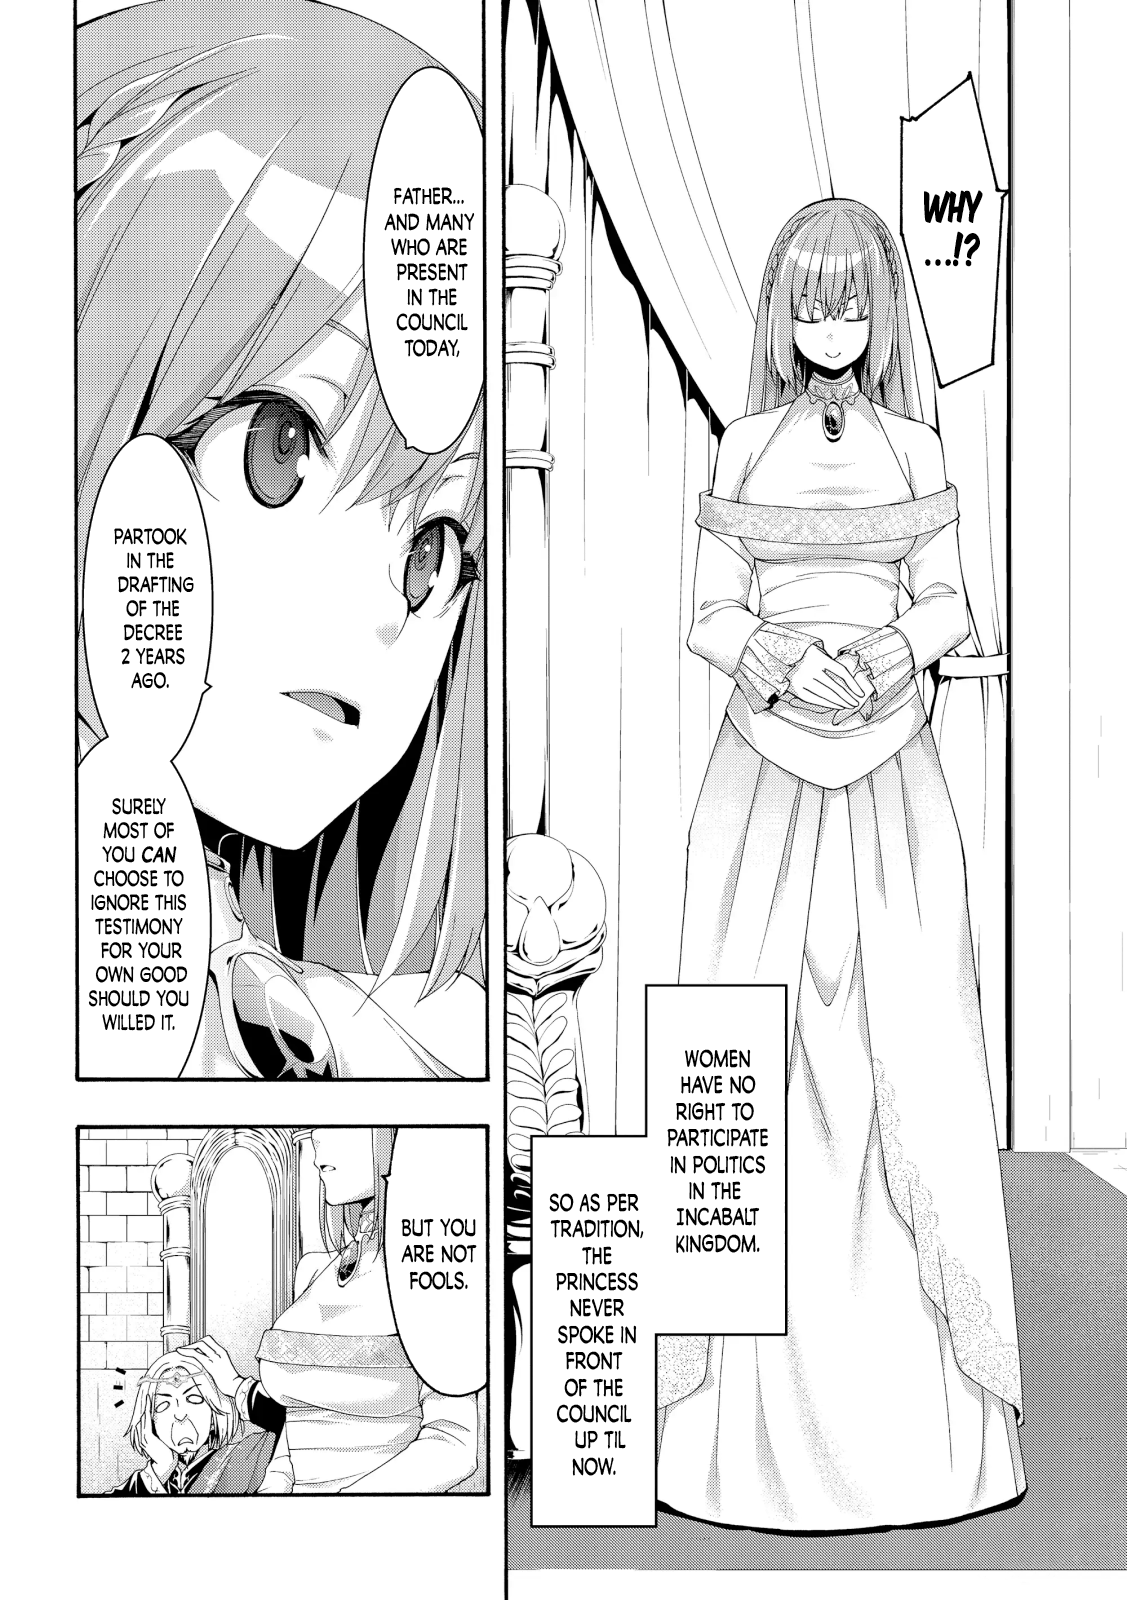 WHY
...!?
WOMEN
HAVE NO
RIGHT TO
PARTICIPATE
IN POLITICS
IN THE
INCABALT
KINGDOM.
SO AS PER
TRADITION,
THE
PRINCESS
NEVER
SPOKE IN
FRONT
OF THE
COUNCIL
UP TIL
NOW.
FATHER...
AND MANY
WHO ARE
PRESENT
IN THE
COUNCIL
TODAY,
PARTOOK
IN THE
DRAFTING
OF THE
DECREE
2 YEARS
AGO.
SURELY
MOST OF
YOU CAN
CHOOSE TO
IGNORE THIS
TESTIMONY
FOR YOUR
OWN GOOD
SHOULD YOU
WILLED IT.
BUT YOU
ARE NOT
FOOLS.